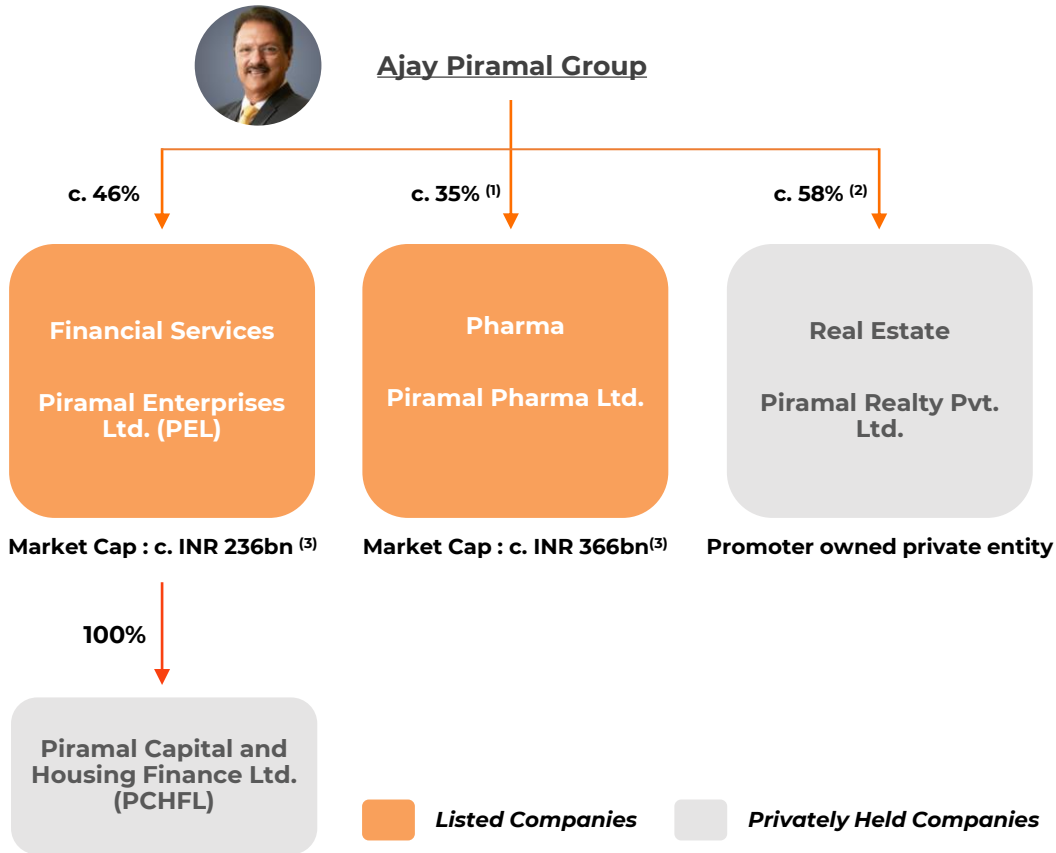 Ajay Piramal Group
c. 46%
c. 35% (1)
c. 58% (2)
Financial Services
Piramal Enterprises
Ltd. (PEL)
Pharma
Piramal Pharma Ltd.
Real Estate
Piramal Realty Pvt.
Ltd.
Market Cap : c. INR 236bn (3)
Market Cap : c. INR 366bn(3)
Promoter owned private entity
100%
Piramal Capital and
Housing Finance Ltd.
(PCHFL)
Listed Companies
Privately Held Companies